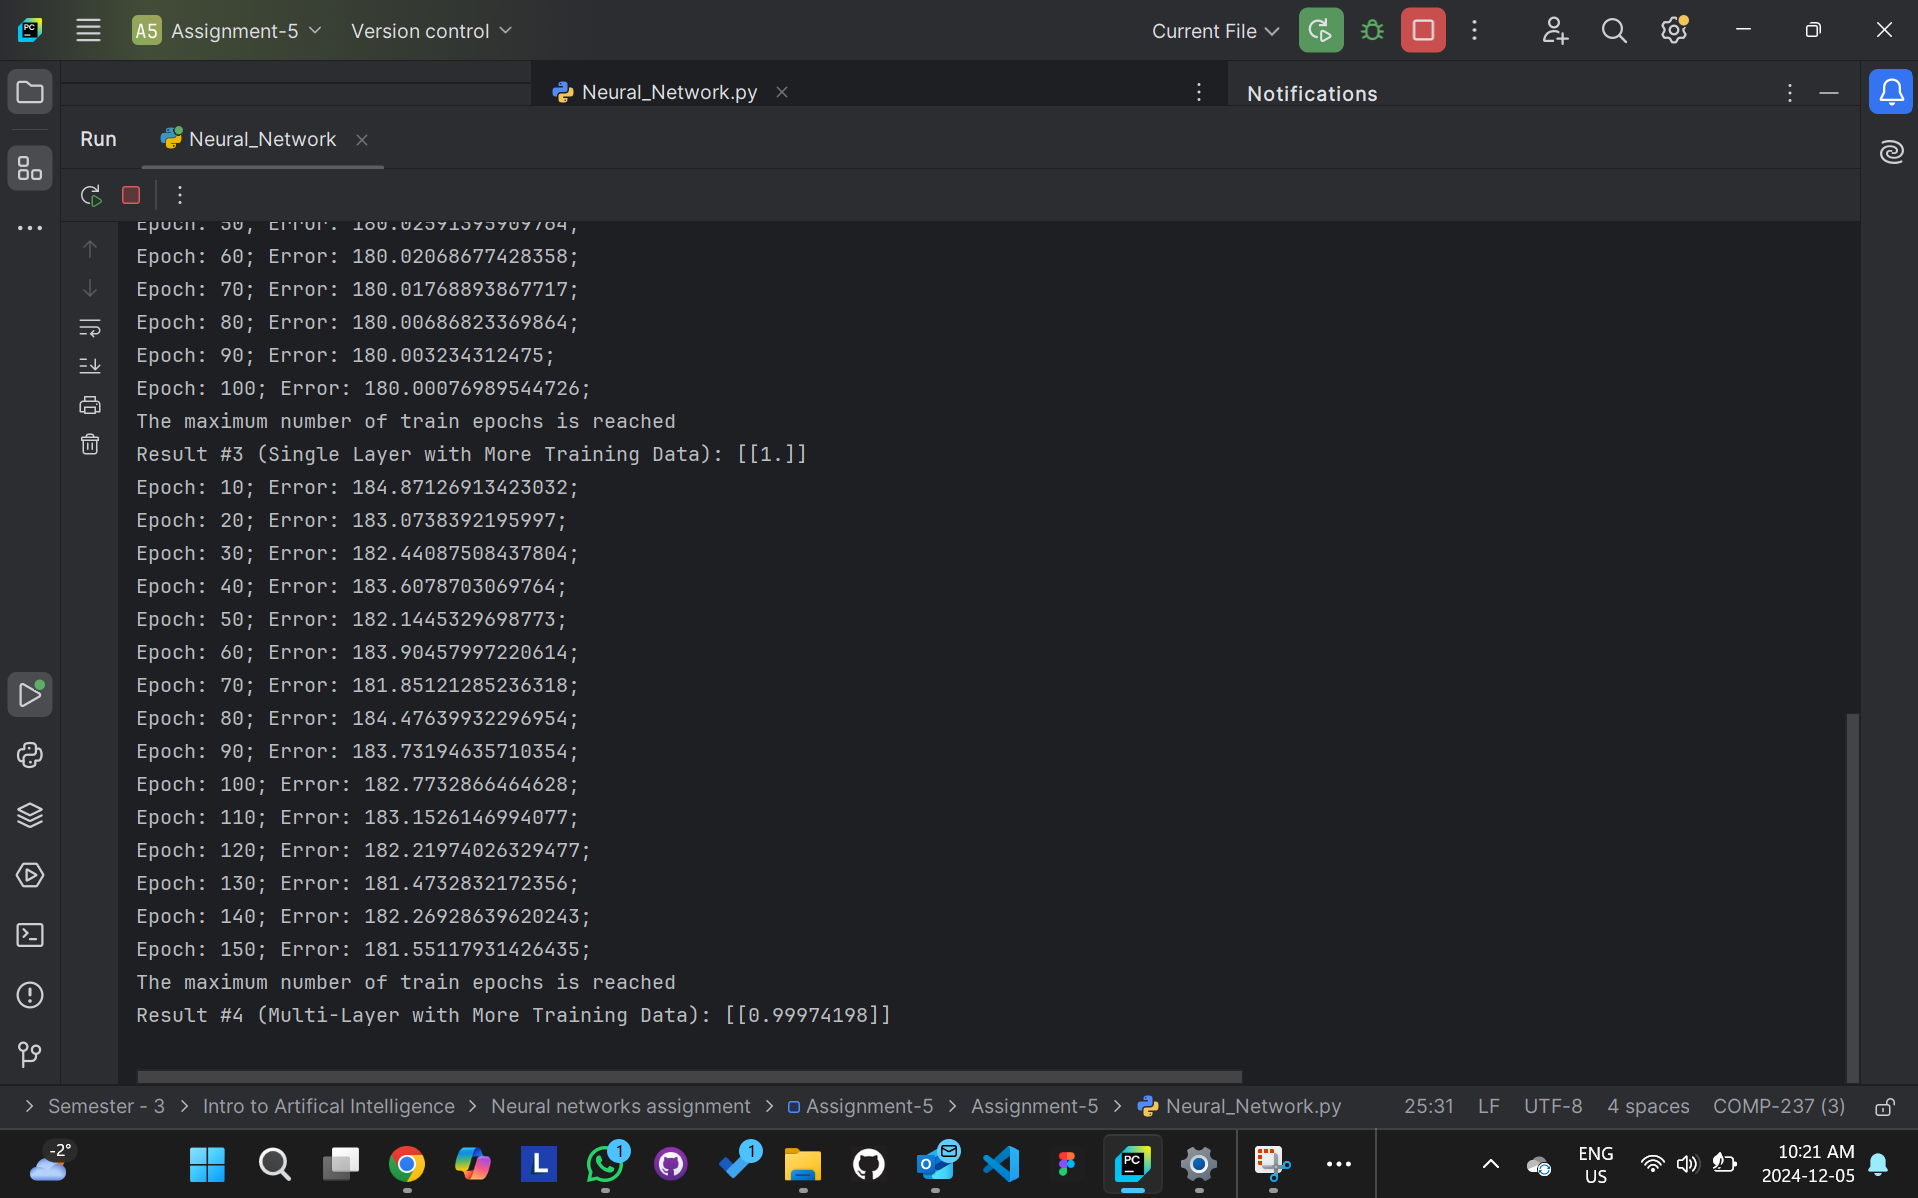 A5 Assignment-5 Version control Current File
Neural_Network.py
Notifications
Run Neural_Network
Epoch: 50; Error: 180.02591395909764;
Epoch: 60; Error: 180.02068677428358;
Epoch: 70; Error: 180.01768893867717;
Epoch: 80; Error: 180.00686823369864;
Epoch: 90; Error: 180.003234312475;
Epoch: 100; Error: 180.00076989544726;
The maximum number of train epochs is reached
Result #3 (Single Layer with More Training Data): [[1.]]
Epoch: 10; Error: 184.87126913423032;
Epoch: 20; Error: 183.0738392195997;
Epoch: 30; Error: 182.44087508437804;
Epoch: 40; Error: 183.6078703069764;
Epoch: 50; Error: 182.1445329698773;
Epoch: 60; Error: 183.90457997220614;
Epoch: 70; Error: 181.85121285236318;
Epoch: 80; Error: 184.47639932296954;
Epoch: 90; Error: 183.73194635710354;
Epoch: 100; Error: 182.7732866464628;
Epoch: 110; Error: 183.1526146994077;
Epoch: 120; Error: 182.21974026329477;
Epoch: 130; Error: 181.4732832172356;
Epoch: 140; Error: 182.26928639620243;
Epoch: 150; Error: 181.55117931426435;
The maximum number of train epochs is reached
Result #4 (Multi-Layer with More Training Data): [[0.99974198]]
> Semester - 3 > Intro to Artifical Intelligence > Neural networks assignment > Assignment-5 > Assignment-5 > Neural_Network.py 25:31 LF UTF-8 4 spaces COMP-237 (3)
-2°
L
1
1
PC
ENG
US
10:21 AM
2024-12-05